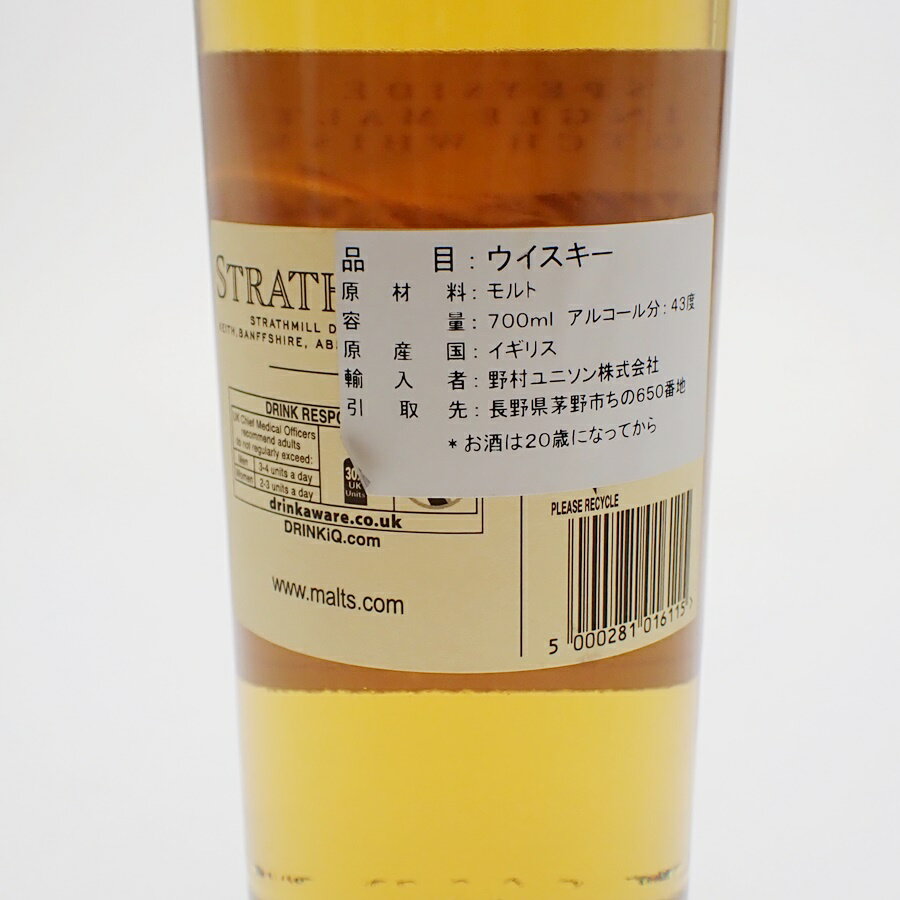 SPEYSIDE
STRATH
STRATHMILL
KEITH, BANFFSHIRE,
品 目 : ウイスキー
原 材 料 : モルト
容 量 : 700ml アルコール分 : 43度
原 産 国 : イギリス
輸 入 者 : 野村ユニソン株式会社
引 取 先 : 長野県茅野市ちの650番地
*お酒は20歳になってから
DRINK
UK Chief Medical Officers
recommend adults
do not regularly exceed:
Men 3-4 units a day
Women 2-3 units a day
UK
Units
drinkaware.co.uk
DRINKiQ.com
www.malts.com
PLEASE RECYCLE
5 000281 016115 >